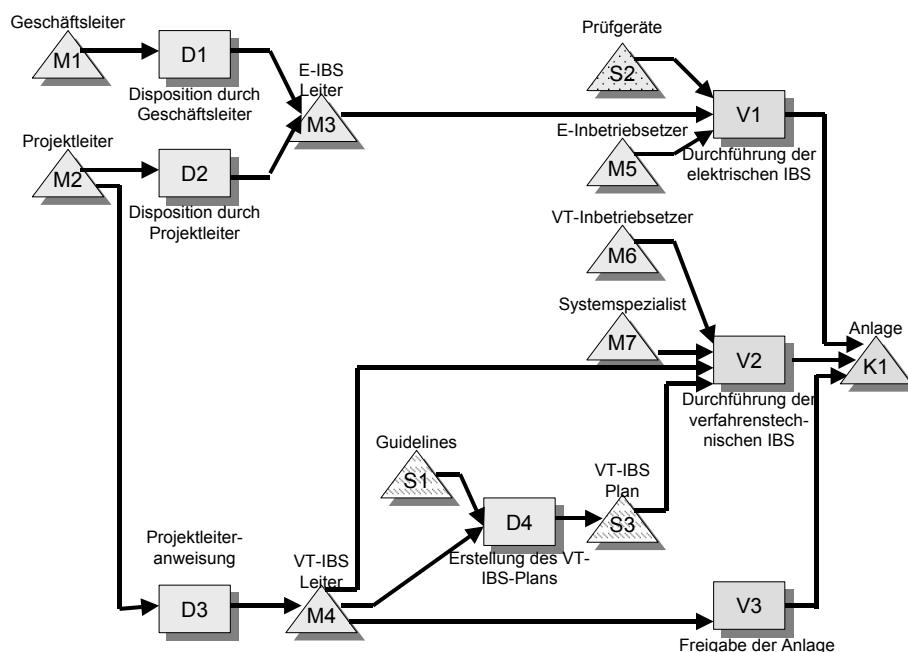 Geschäftsleiter
M1
D1
Disposition durch
Geschäftsleiter
E-IBS
Leiter
M3
Projektleiter
M2
D2
Disposition durch
Projektleiter
Prüfgeräte
S2
V1
E-Inbetriebsetzer
M5
Durchführung der
elektrischen IBS
VT-Inbetriebsetzer
M6
Systemspezialist
M7
V2
Durchführung der
verfahrenstech-
nischen IBS
Anlage
K1
Guidelines
S1
D4
Erstellung des VT-
IBS-Plans
VT-IBS
Plan
S3
Projektleiter-
anweisung
D3
VT-IBS
Leiter
M4
V3
Freigabe der Anlage